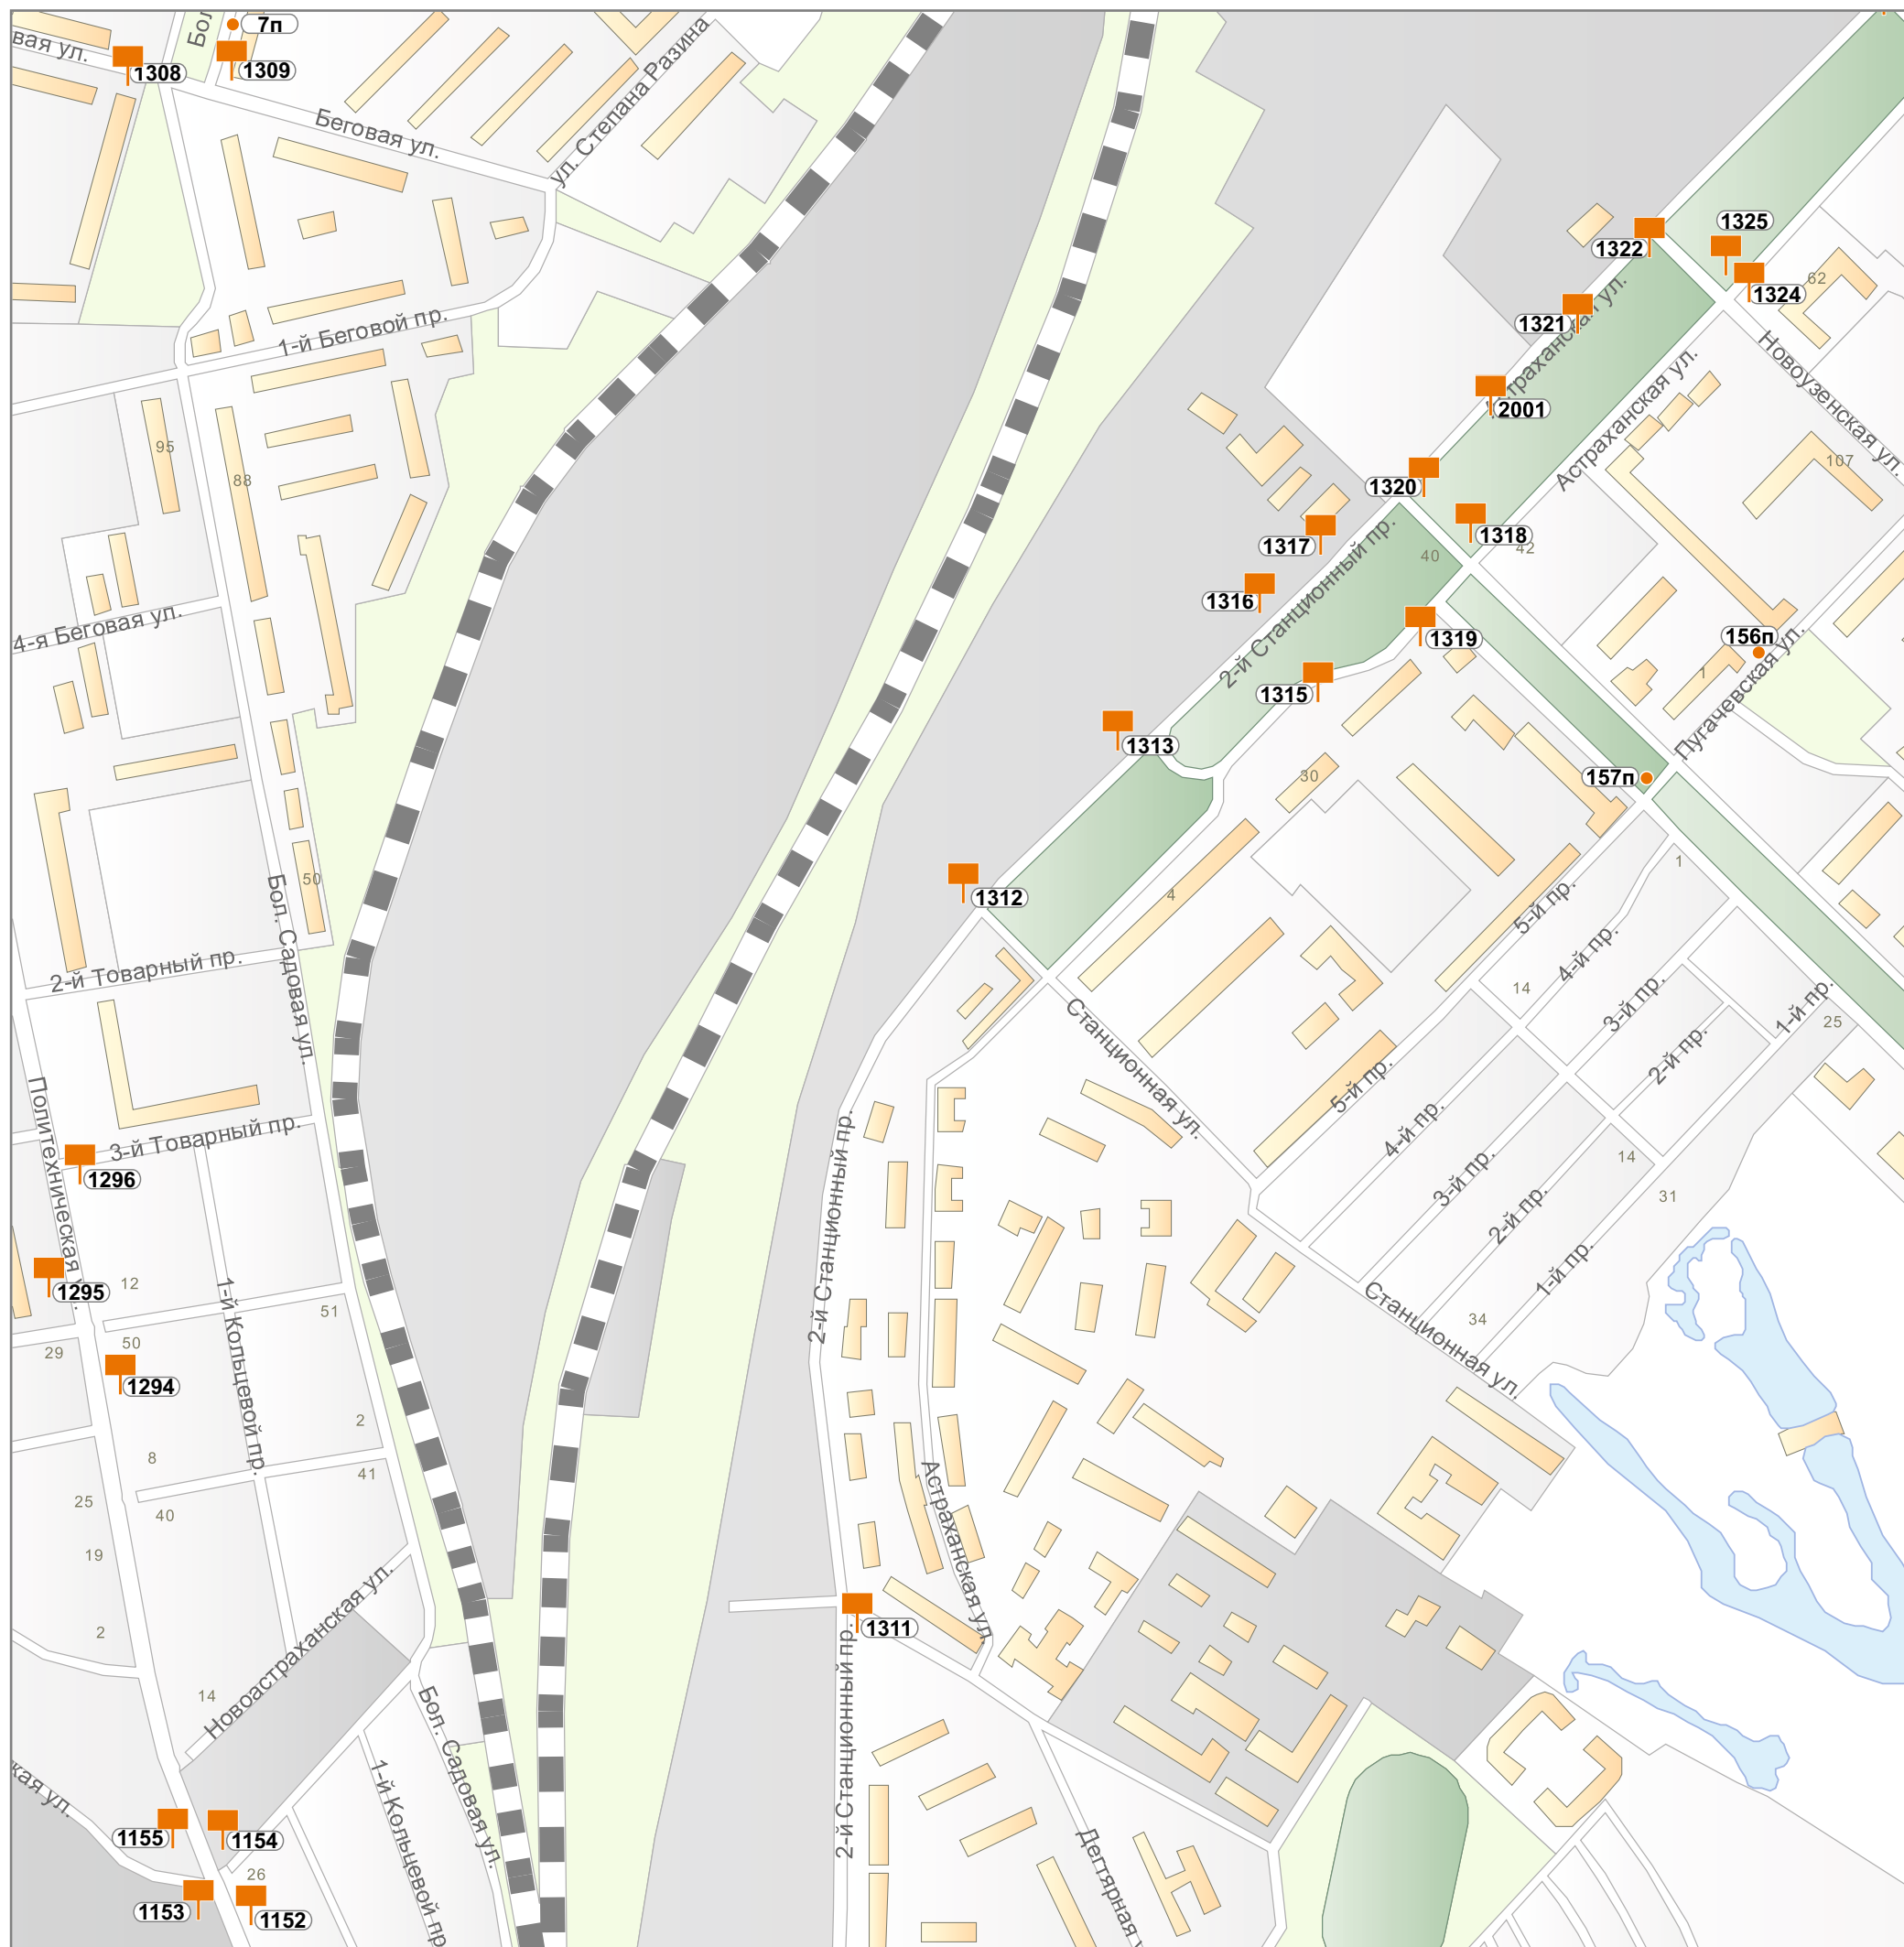 7п
Бол
вая ул.
1308
1309
Беговая ул.
ул. Степана Разина
1325
1322
62
1324
1321
Астраханская ул.
1-й Беговой пр.
Новоузенская ул.
Астраханская ул.
2001
95
88
107
1320
1318
42
1317
40
2-й Станционный пр.
1316
4-я Беговая ул.
1319
156п
7
1315
Пугачевская ул.
1313
157п
30
50
1
4
1312
Бол. Садовая ул.
5-й пр.
4-й пр.
2-й Товарный пр.
14
3-й пр.
1-й пр.
25
Станционная ул.
2-й пр.
5-й пр.
Политехническая ул.
3-й Товарный пр.
4-й пр.
1296
14
3-й пр.
31
2-й Станционный пр.
2-й пр.
1295
12
1-й пр.
51
1-й Кольцевой пр.
Станционная ул.
34
50
29
1294
2
8
41
25
40
Астраханская ул.
19
Новоастраханская ул.
2
1311
2-й Станционный пр.
14
Бол. Садовая ул.
1-й Кольцевой пр
кая ул.
1155
1154
Дегтярная у
26
1153
1152